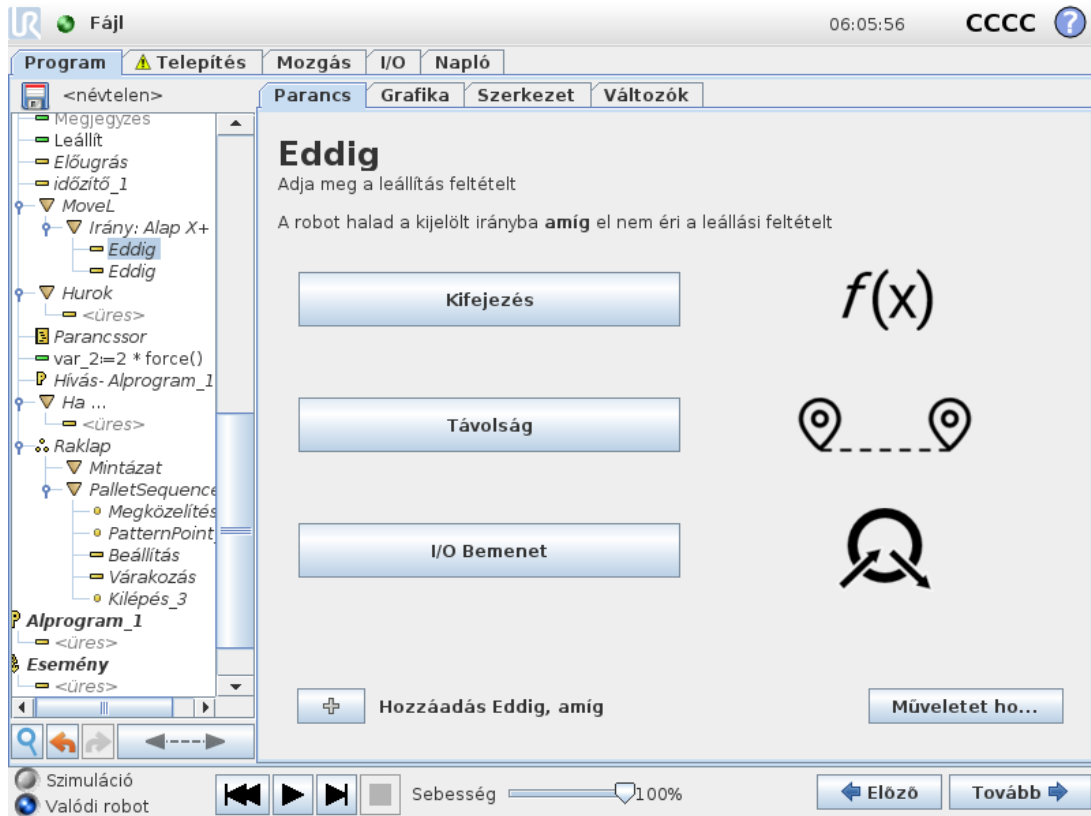 UR Fájl 06:05:56 CCCC ?
Program Telepítés Mozgás I/O Napló
<névtelen>
Parancs Grafika Szerkezet Változók
Megjegyzés
Leállít
Előugrás
időzítő_1
MoveL
Irány: Alap X+
Eddig
Eddig
Hurok
<üres>
Parancssor
var_2:=2 * force()
Hívás- Alprogram_1
Ha ...
<üres>
Raklap
Mintázat
PalletSequence
Megközelítés
PatternPoint_
Beállítás
Várakozás
Kilépés_3
Alprogram_1
<üres>
Esemény
<üres>
Eddig
Adja meg a leállítás feltételt
A robot halad a kijelölt irányba amíg el nem éri a leállási feltételt
Kifejezés f(x)
Távolság
I/O Bemenet
Hozzáadás Eddig, amíg
Műveletet ho...
Szimuláció
Valódi robot
Sebesség 100%
Előző Tovább